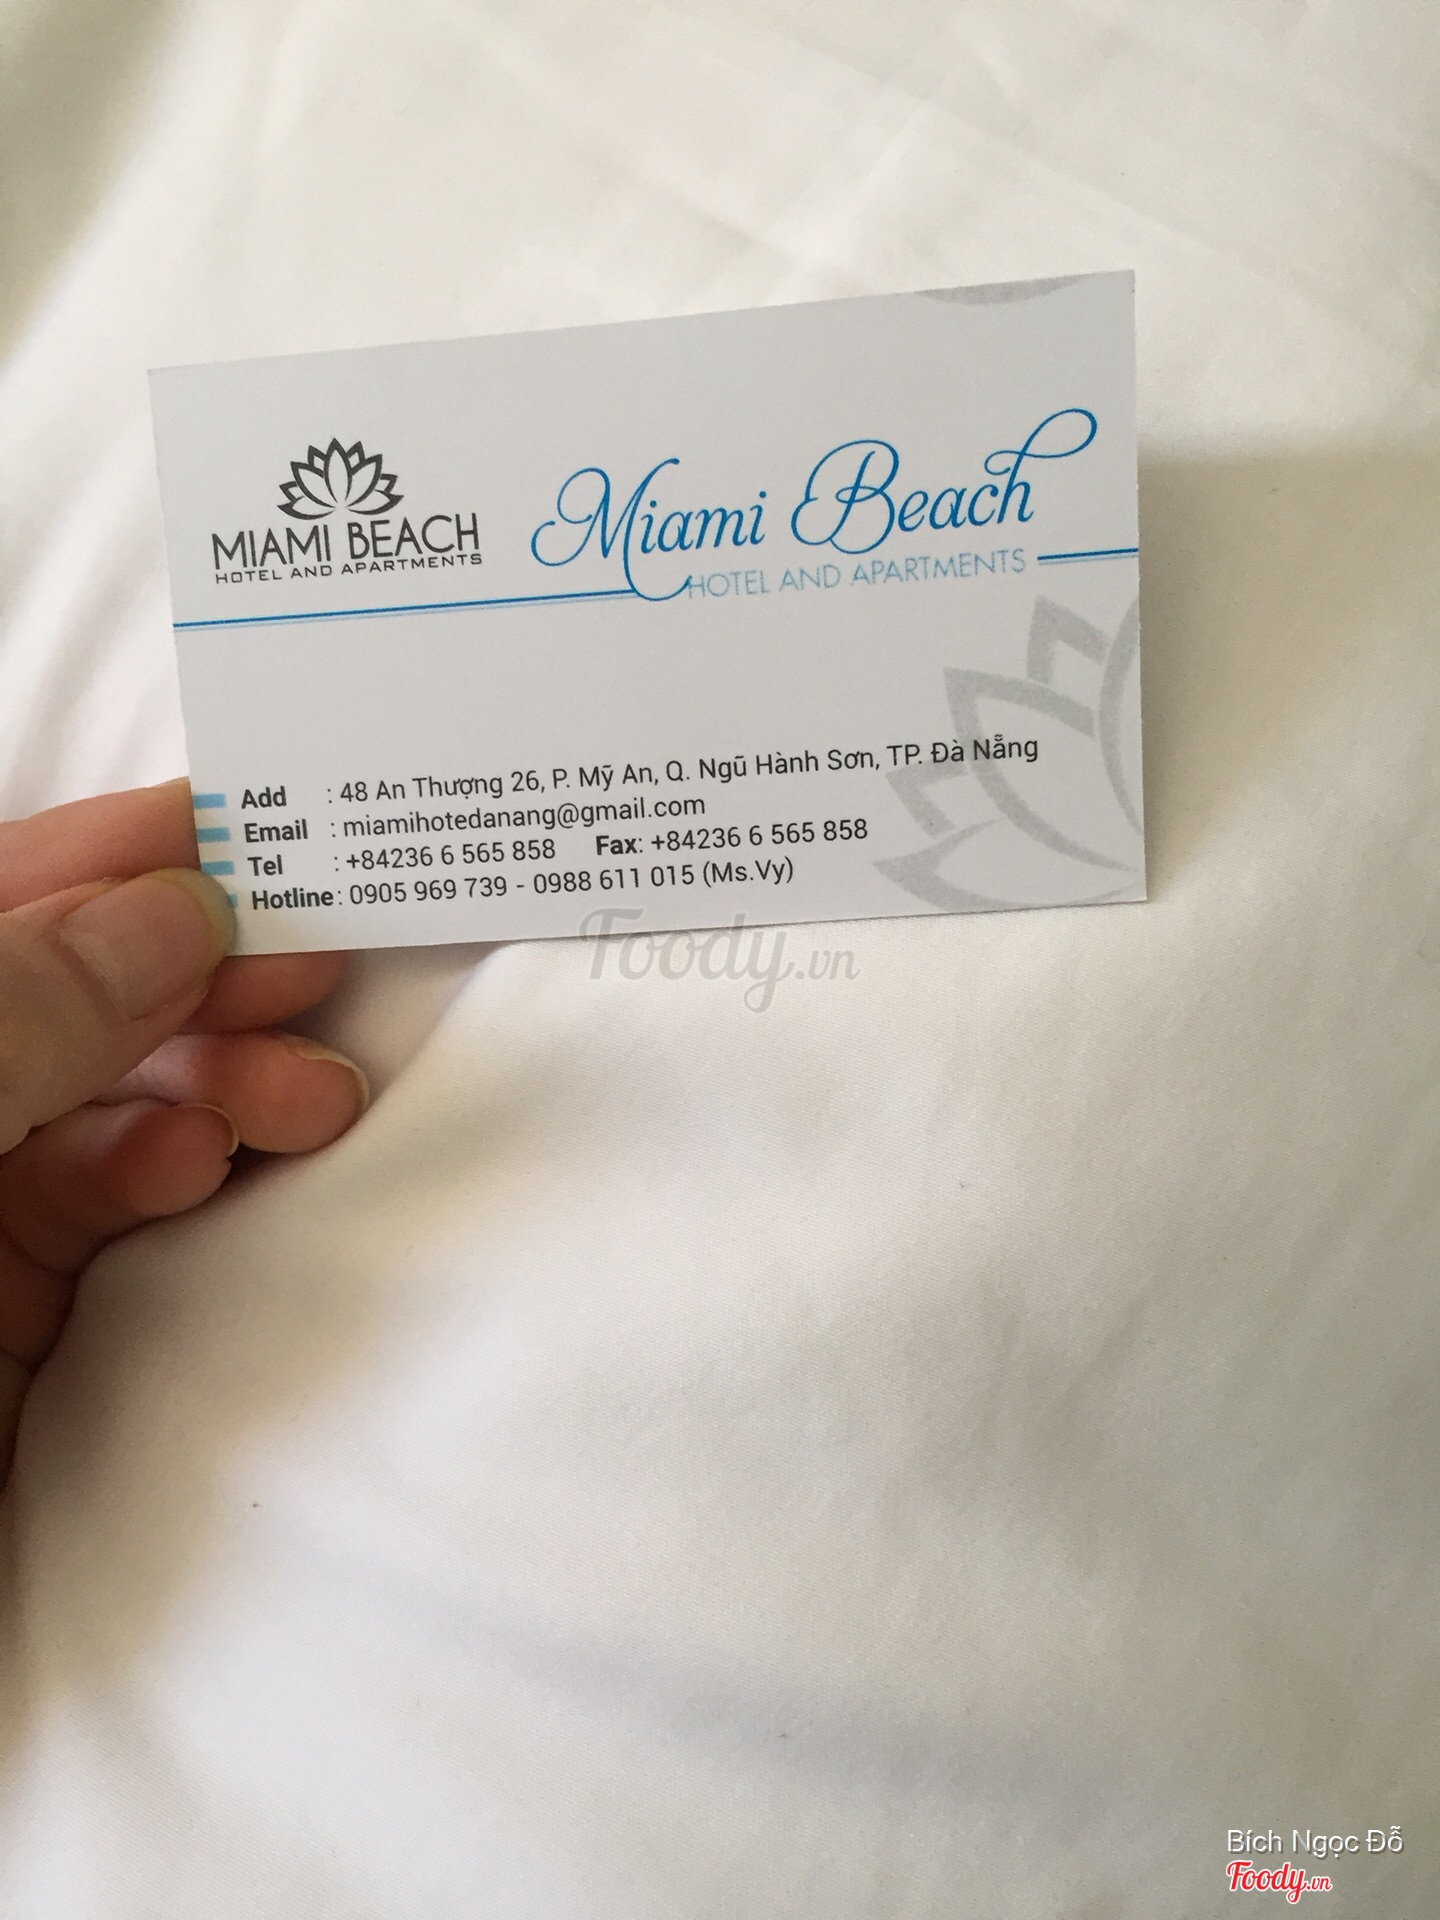 MIAMI BEACH
HOTEL AND APARTMENTS
Miami Beach
HOTEL AND APARTMENTS
Add : 48 An Thượng 26, P. Mỹ An, Q. Ngũ Hành Sơn, TP. Đà Nẵng
Email : miamihotedanang@gmail.com
Tel : +84236 6 565 858 Fax: +84236 6 565 858
Hotline: 0905 969 739 - 0988 611 015 (Ms.Vy)
Foody.vn
Bích Ngọc Đỗ
Foody.vn